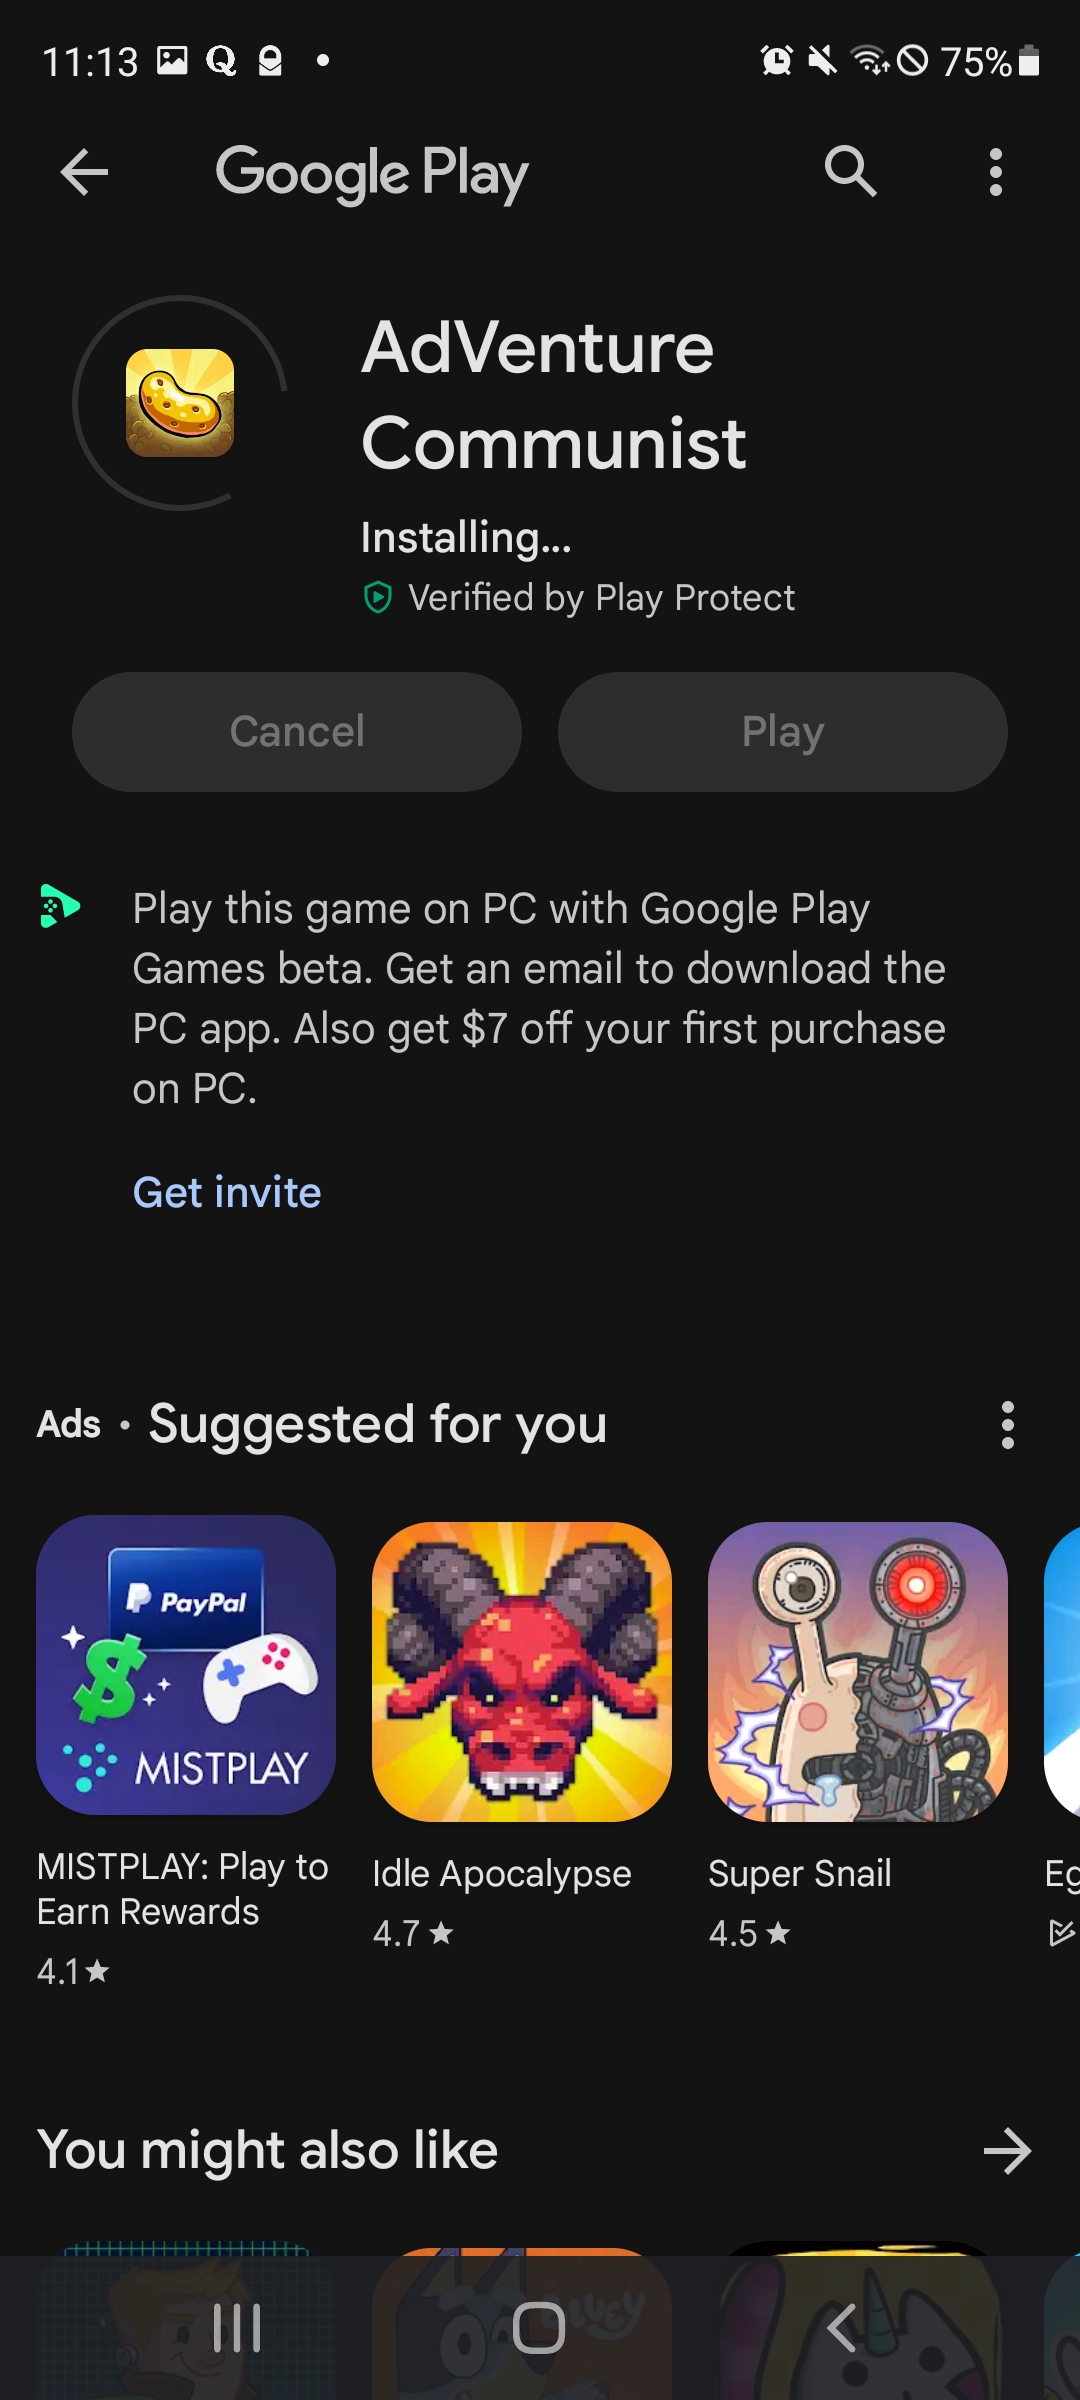 11:13
75%
Google Play
AdVenture
Communist
Installing...
Verified by Play Protect
Cancel
Play
Play this game on PC with Google Play
Games beta. Get an email to download the
PC app. Also get $7 off your first purchase
on PC.
Get invite
Ads • Suggested for you
PayPal
MISTPLAY
MISTPLAY: Play to
Earn Rewards
4.1
Idle Apocalypse
4.7
Super Snail
4.5
Eg
You might also like